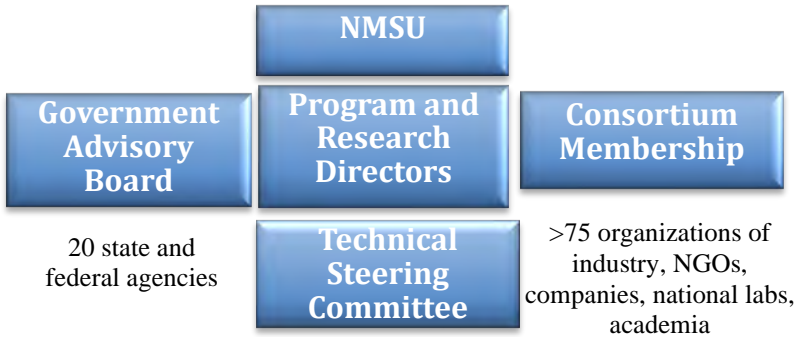 NMSU
Government
Advisory
Board
Program and
Research
Directors
Consortium
Membership
20 state and
federal agencies
Technical
Steering
Committee
>75 organizations of
industry, NGOs,
companies, national labs,
academia